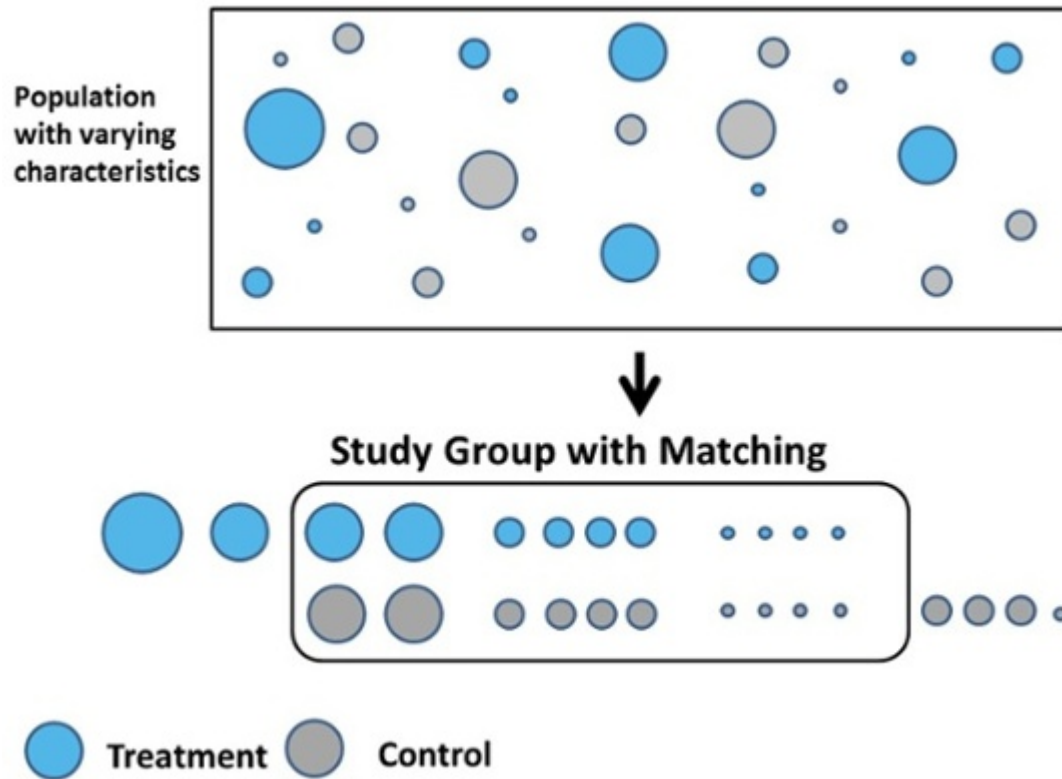 Population
with varying
characteristics
Study Group with Matching
Treatment
Control